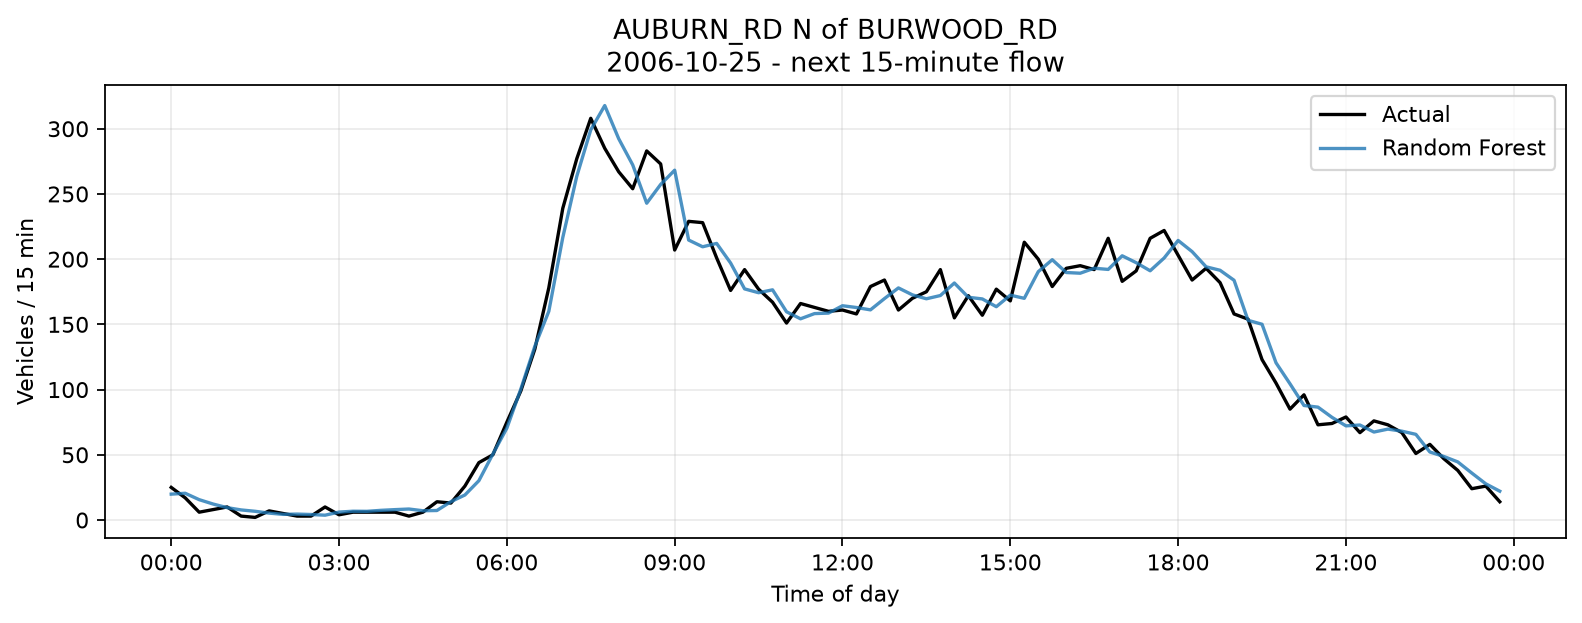 AUBURN_RD N of BURWOOD_RD
2006-10-25 - next 15-minute flow
Actual
Random Forest
Vehicles / 15 min
300
250
200
150
100
50
0
00:00 03:00 06:00 09:00 12:00 15:00 18:00 21:00 00:00
Time of day